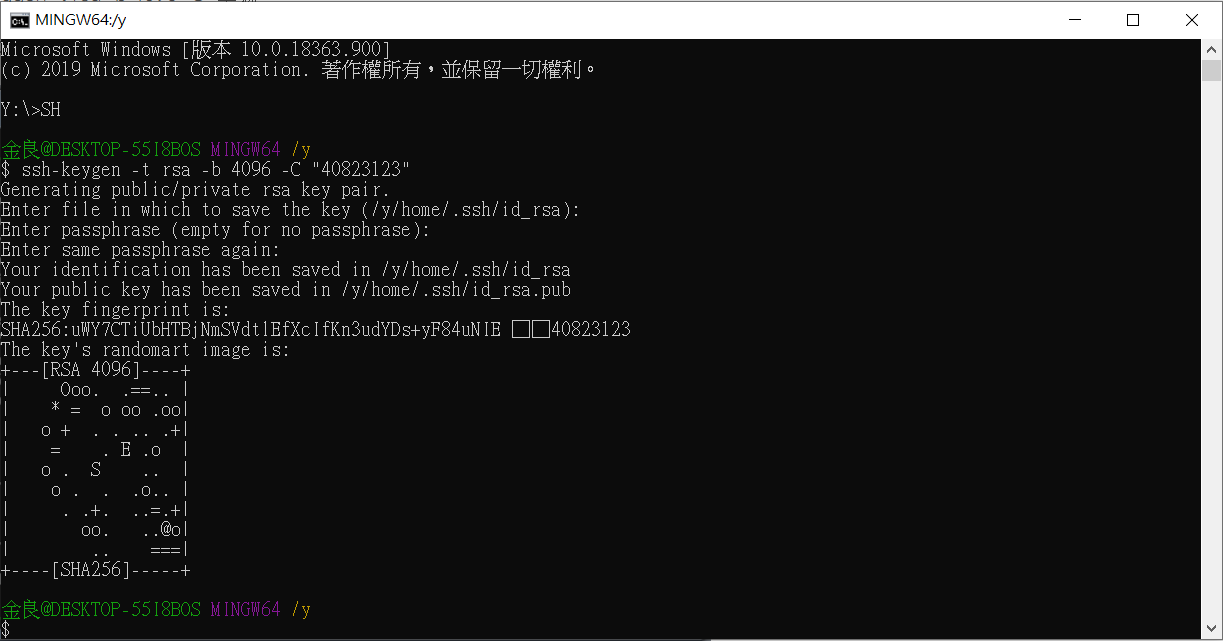 MINGW64:/y
Microsoft Windows [版本 10.0.18363.900]
(c) 2019 Microsoft Corporation. 著作權所有，並保留一切權利。
Y:\>SH
金良@DESKTOP-5518BOS MINGW64 /y
$ ssh-keygen -t rsa -b 4096 -C "40823123"
Generating public/private rsa key pair.
Enter file in which to save the key (/y/home/.ssh/id_rsa):
Enter passphrase (empty for no passphrase):
Enter same passphrase again:
Your identification has been saved in /y/home/.ssh/id_rsa
Your public key has been saved in /y/home/.ssh/id_rsa.pub
The key fingerprint is:
SHA256:uWY7CTiUbHTBjNmSVdtlEfXcIfKn3udYDs+yF84uNIE □□40823123
The key's randomart image is:
+---[RSA 4096]----+
|     Ooo.  .==.. |
|    * =  o oo .oo|
|   o +  . . .. .+|
|    =    . E .o  |
|   o .  S    ..  |
|    o .  .  .o.. |
|     . .+.  ..=.+|
|       oo.   ..@o|
|        ..    ===|
+----[SHA256]-----+
金良@DESKTOP-5518BOS MINGW64 /y
$